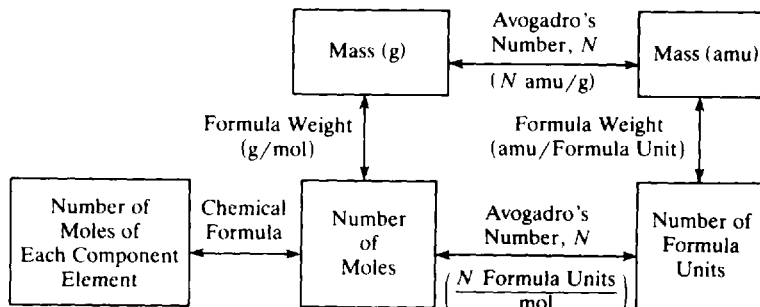 Mass (g)
Avogadro's
Number, N
(N amu/g)
Mass (amu)
Formula Weight
(g/mol)
Formula Weight
(amu/Formula Unit)
Number of
Moles of
Each Component
Element
Chemical
Formula
Number
of
Moles
Avogadro's
Number, N
(N Formula Units
mol)
Number of
Formula
Units